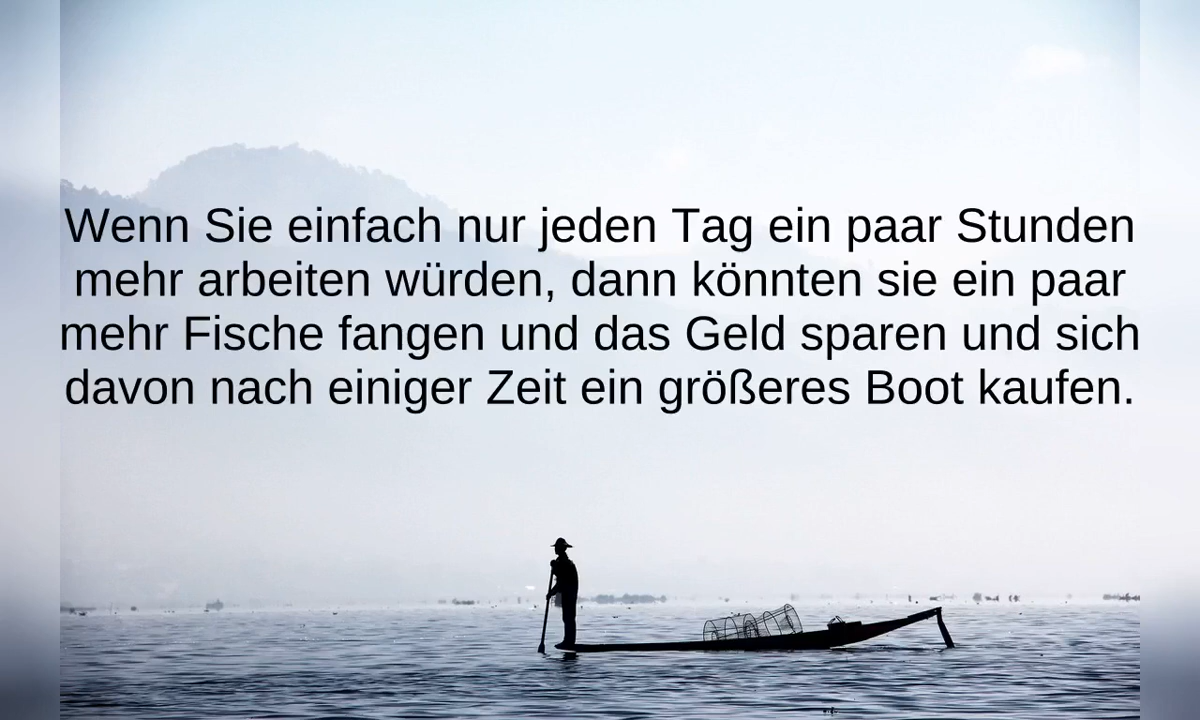 Wenn Sie einfach nur jeden Tag ein paar Stunden
mehr arbeiten würden, dann könnten sie ein paar
mehr Fische fangen und das Geld sparen und sich
davon nach einiger Zeit ein größeres Boot kaufen.